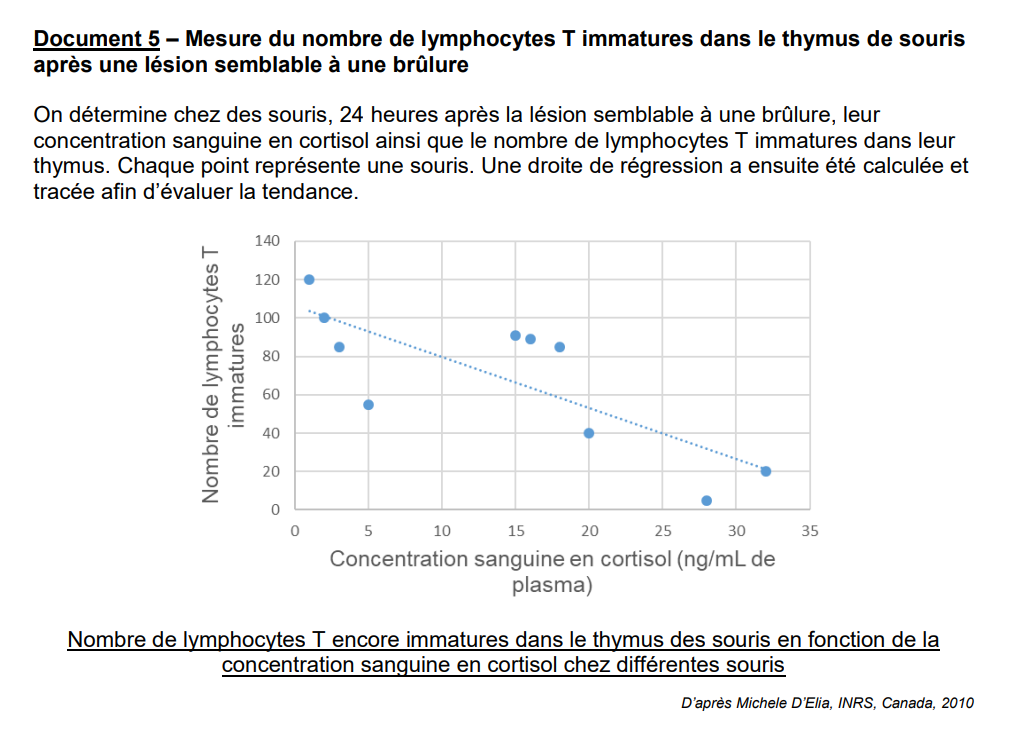 Document 5 – Mesure du nombre de lymphocytes T immatures dans le thymus de souris
après une lésion semblable à une brûlure
On détermine chez des souris, 24 heures après la lésion semblable à une brûlure, leur
concentration sanguine en cortisol ainsi que le nombre de lymphocytes T immatures dans leur
thymus. Chaque point représente une souris. Une droite de régression a ensuite été calculée et
tracée afin d’évaluer la tendance.
Nombre de lymphocytes T
immatures
140
120
100
80
60
40
20
0
0 5 10 15 20 25 30 35
Concentration sanguine en cortisol (ng/mL de
plasma)
Nombre de lymphocytes T encore immatures dans le thymus des souris en fonction de la
concentration sanguine en cortisol chez différentes souris
D’après Michele D’Elia, INRS, Canada, 2010